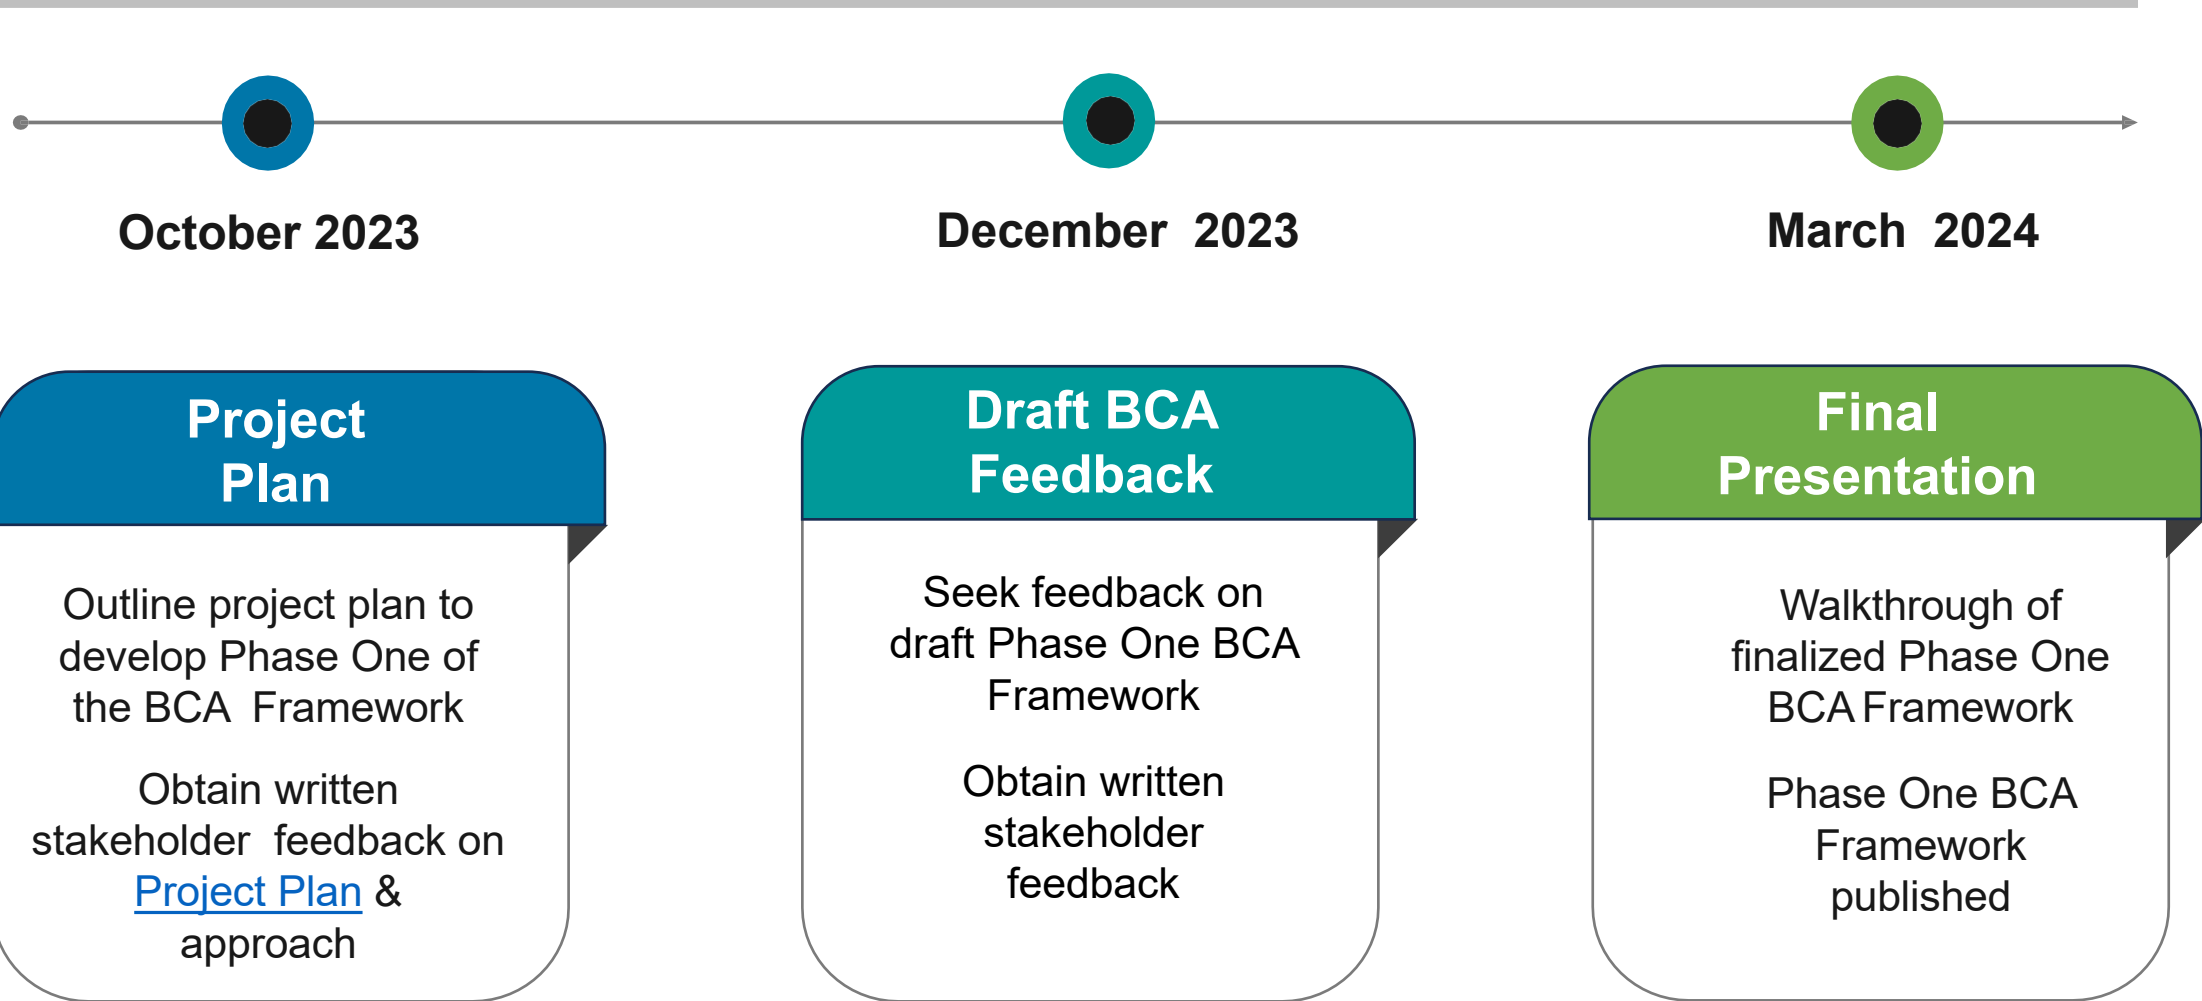 October 2023
December 2023
March 2024
Project
Plan
Outline project plan to
develop Phase One of
the BCA Framework
Obtain written
stakeholder feedback on
Project Plan &
approach
Draft BCA
Feedback
Seek feedback on
draft Phase One BCA
Framework
Obtain written
stakeholder
feedback
Final
Presentation
Walkthrough of
finalized Phase One
BCA Framework
Phase One BCA
Framework
published